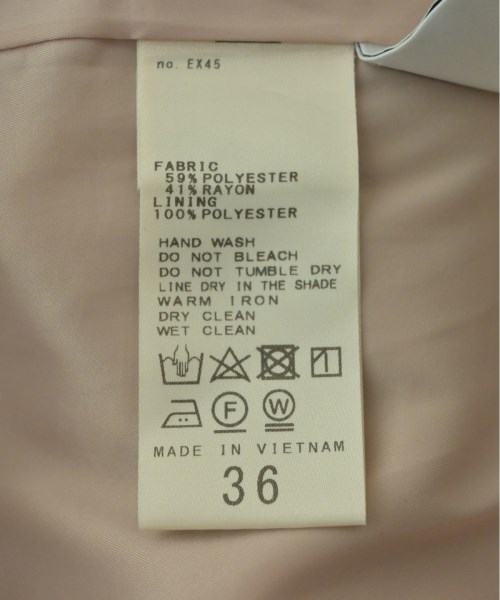 no. EX45
FABRIC
59% POLYESTER
41% RAYON
LINING
100% POLYESTER
HAND WASH
DO NOT BLEACH
DO NOT TUMBLE DRY
LINE DRY IN THE SHADE
WARM IRON
DRY CLEAN
WET CLEAN
F W
MADE IN VIETNAM
36